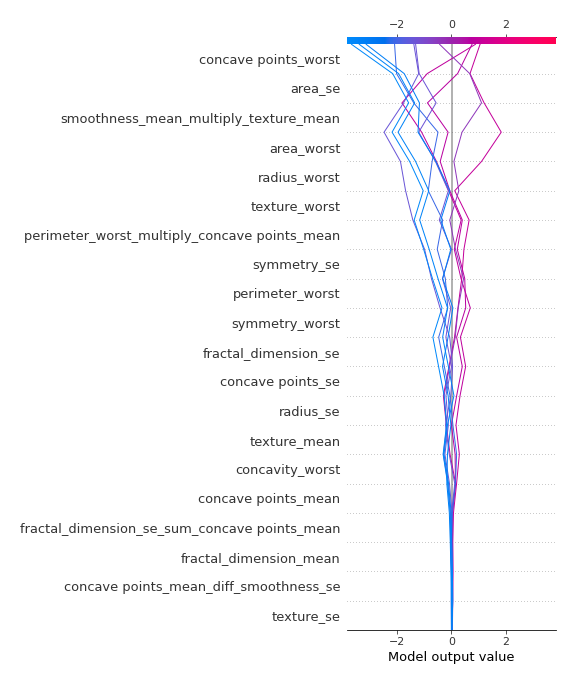 −2 0 2
concave points_worst
area_se
smoothness_mean_multiply_texture_mean
area_worst
radius_worst
texture_worst
perimeter_worst_multiply_concave points_mean
symmetry_se
perimeter_worst
symmetry_worst
fractal_dimension_se
concave points_se
radius_se
texture_mean
concavity_worst
concave points_mean
fractal_dimension_se_sum_concave points_mean
fractal_dimension_mean
concave points_mean_diff_smoothness_se
texture_se
−2 0 2
Model output value